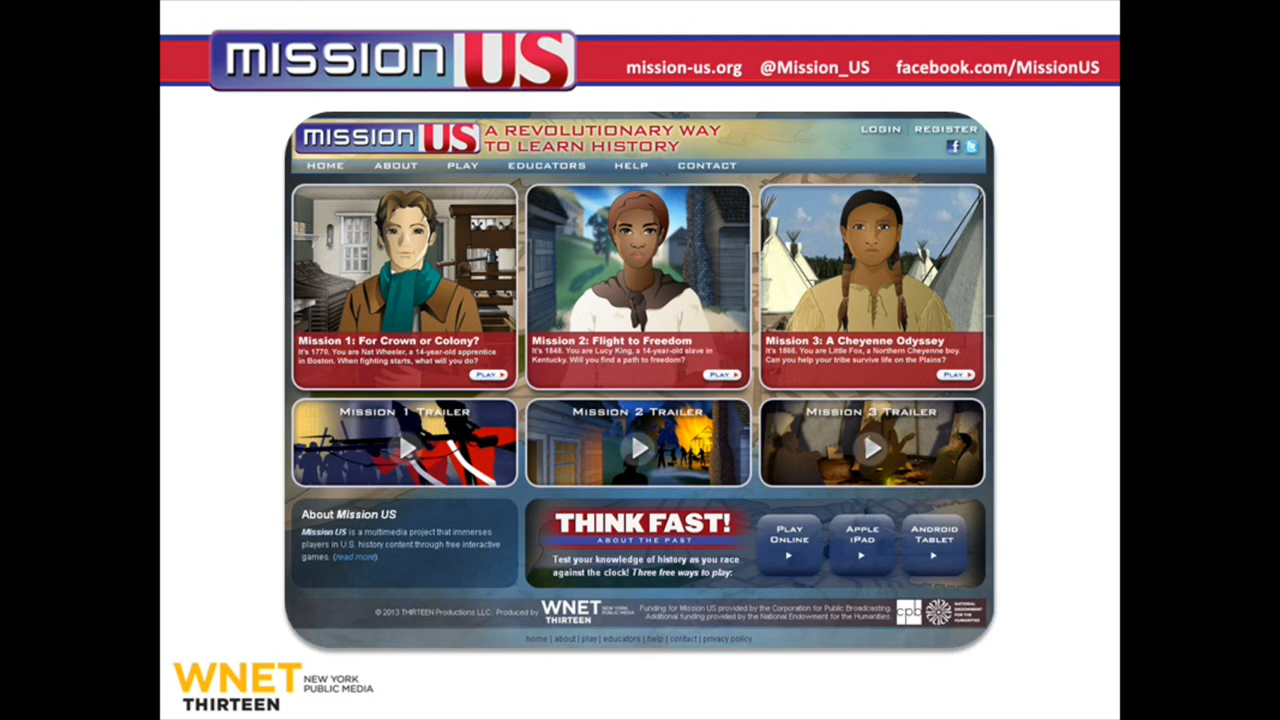 MISSION US
mission-us.org @Mission_US facebook.com/MissionUS
MISSION US
A REVOLUTIONARY WAY
TO LEARN HISTORY
LOGIN REGISTER
HOME ABOUT PLAY EDUCATORS HELP CONTACT
Mission 1: For Crown or Colony?
It's 1770. You are Nat Wheeler, a 14-year-old apprentice
in Boston. When fighting starts, what will you do?
PLAY
Mission 2: Flight to Freedom
It's 1848. You are Lucy King, a 14-year-old slave in
Kentucky. Will you find a path to freedom?
PLAY
Mission 3: A Cheyenne Odyssey
It's 1866. You are Little Fox, a Northern Cheyenne boy.
Can you help your tribe survive life on the Plains?
PLAY
MISSION 1 TRAILER
MISSION 2 TRAILER
MISSION 3 TRAILER
About Mission US
Mission US is a multimedia project that immerses
players in U.S. history content through free interactive
games. (read more)
THINK FAST!
ABOUT THE PAST
Test your knowledge of history as you race
against the clock! Three free ways to play:
PLAY
ONLINE
APPLE
iPAD
ANDROID
TABLET
© 2013 THIRTEEN Productions LLC. Produced by
WNET
THIRTEEN
NEW YORK
PUBLIC MEDIA
Funding for Mission US provided by the Corporation for Public Broadcasting.
Additional funding provided by the National Endowment for the Humanities.
cpb
NATIONAL
ENDOWMENT
FOR THE
HUMANITIES
home | about | play | educators | help | contact | privacy policy
WNET
THIRTEEN
NEW YORK
PUBLIC MEDIA